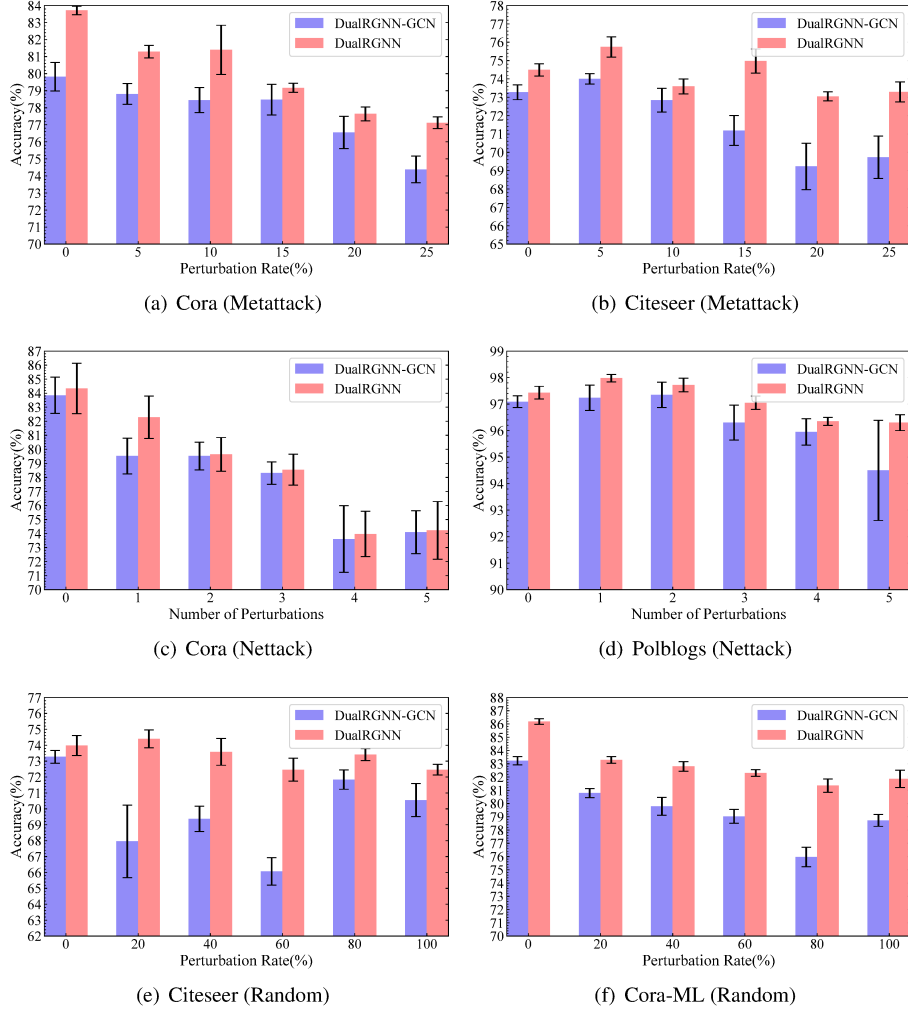 84
83
82
81
80
79
78
77
76
75
74
73
72
71
70
Accuracy(%)
DualRGNN-GCN
DualRGNN
0 5 10 15 20 25
Perturbation Rate(%)
(a) Cora (Metattack)
78
77
76
75
74
73
72
71
70
69
68
67
66
65
Accuracy(%)
DualRGNN-GCN
DualRGNN
0 5 10 15 20 25
Perturbation Rate(%)
(b) Citeseer (Metattack)
87
86
85
84
83
82
81
80
79
78
76
75
74
73
72
71
70
Accuracy(%)
DualRGNN-GCN
DualRGNN
0 1 2 3 4 5
Number of Perturbations
(c) Cora (Nettack)
99
98
97
96
95
94
93
92
91
90
Accuracy(%)
DualRGNN-GCN
DualRGNN
0 1 2 3 4 5
Number of Perturbations
(d) Polblogs (Nettack)
77
76
75
74
73
72
71
70
69
68
67
66
65
64
63
62
Accuracy(%)
DualRGNN-GCN
DualRGNN
0 20 40 60 80 100
Perturbation Rate(%)
(e) Citeseer (Random)
88
87
86
85
84
83
82
81
80
79
78
77
76
75
74
73
72
71
70
Accuracy(%)
DualRGNN-GCN
DualRGNN
0 20 40 60 80 100
Perturbation Rate(%)
(f) Cora-ML (Random)